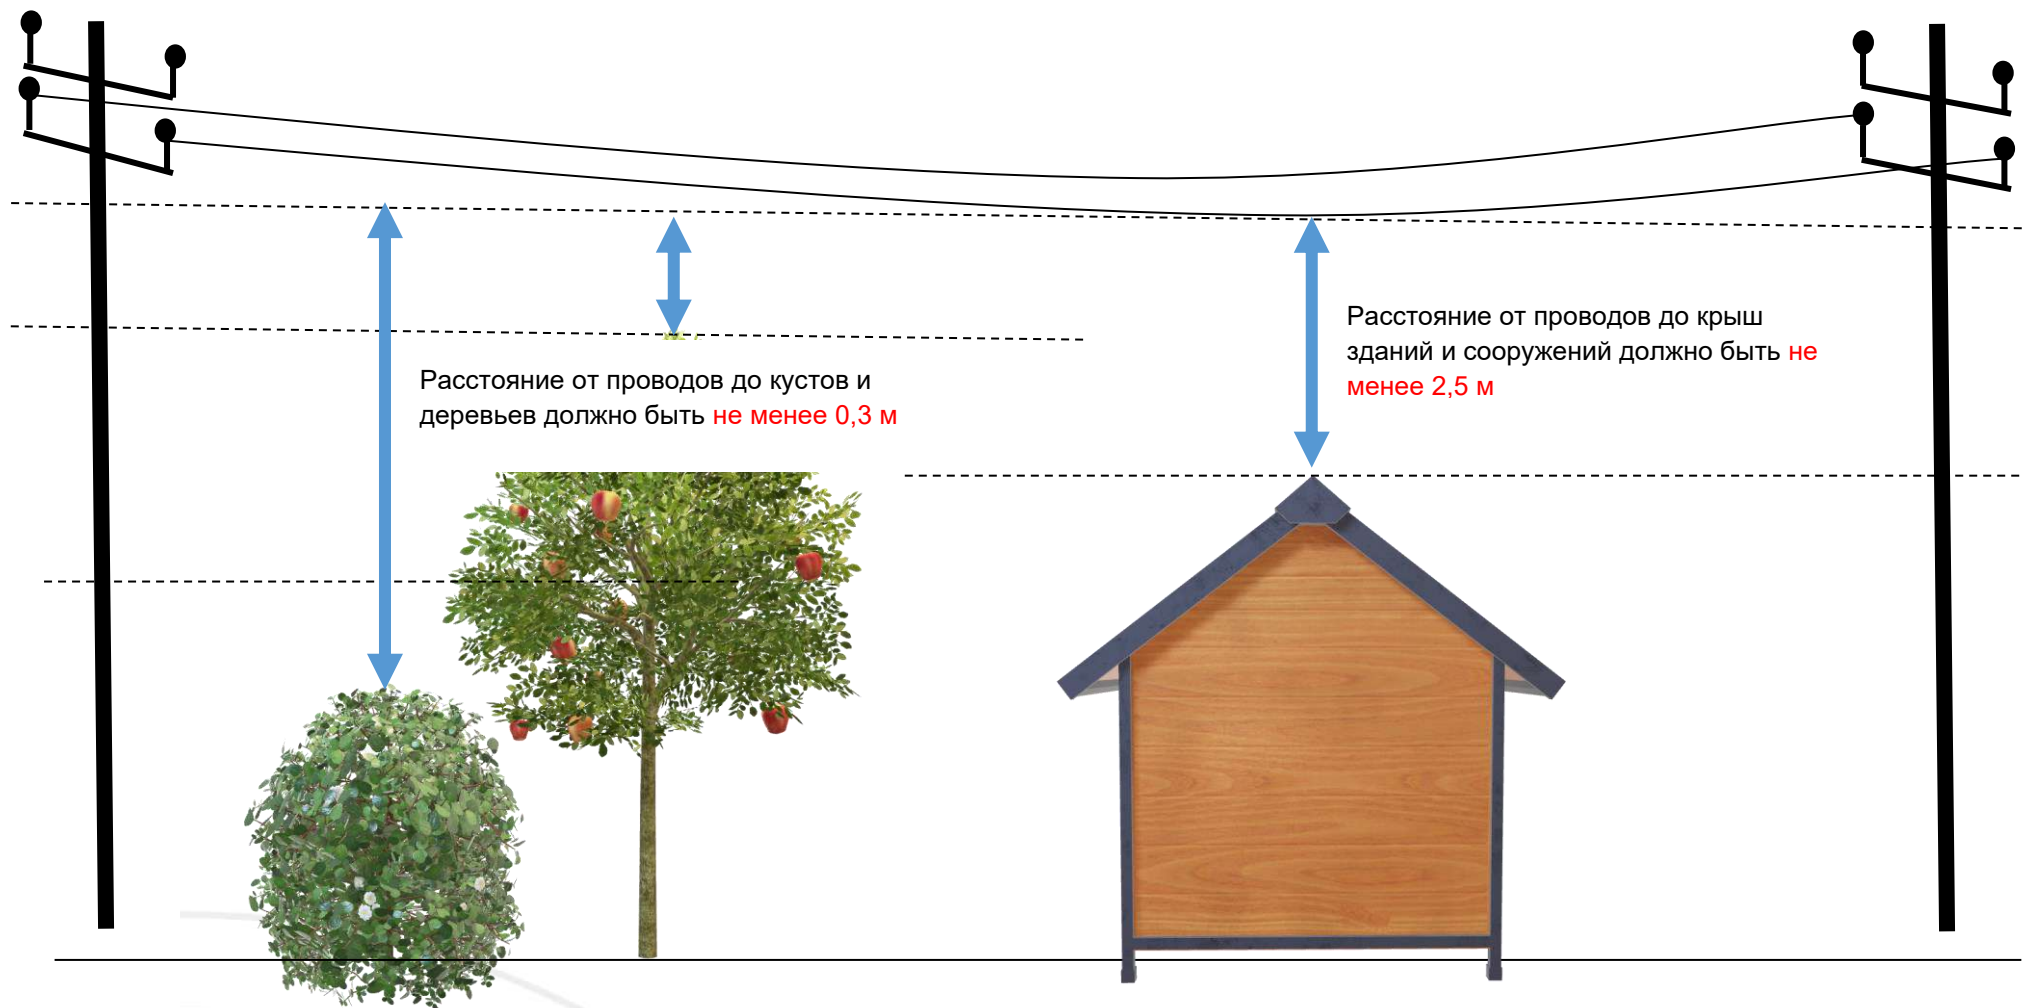 Расстояние от проводов до крыш
зданий и сооружений должно быть не
менее 2,5 м
Расстояние от проводов до кустов и
деревьев должно быть не менее 0,3 м